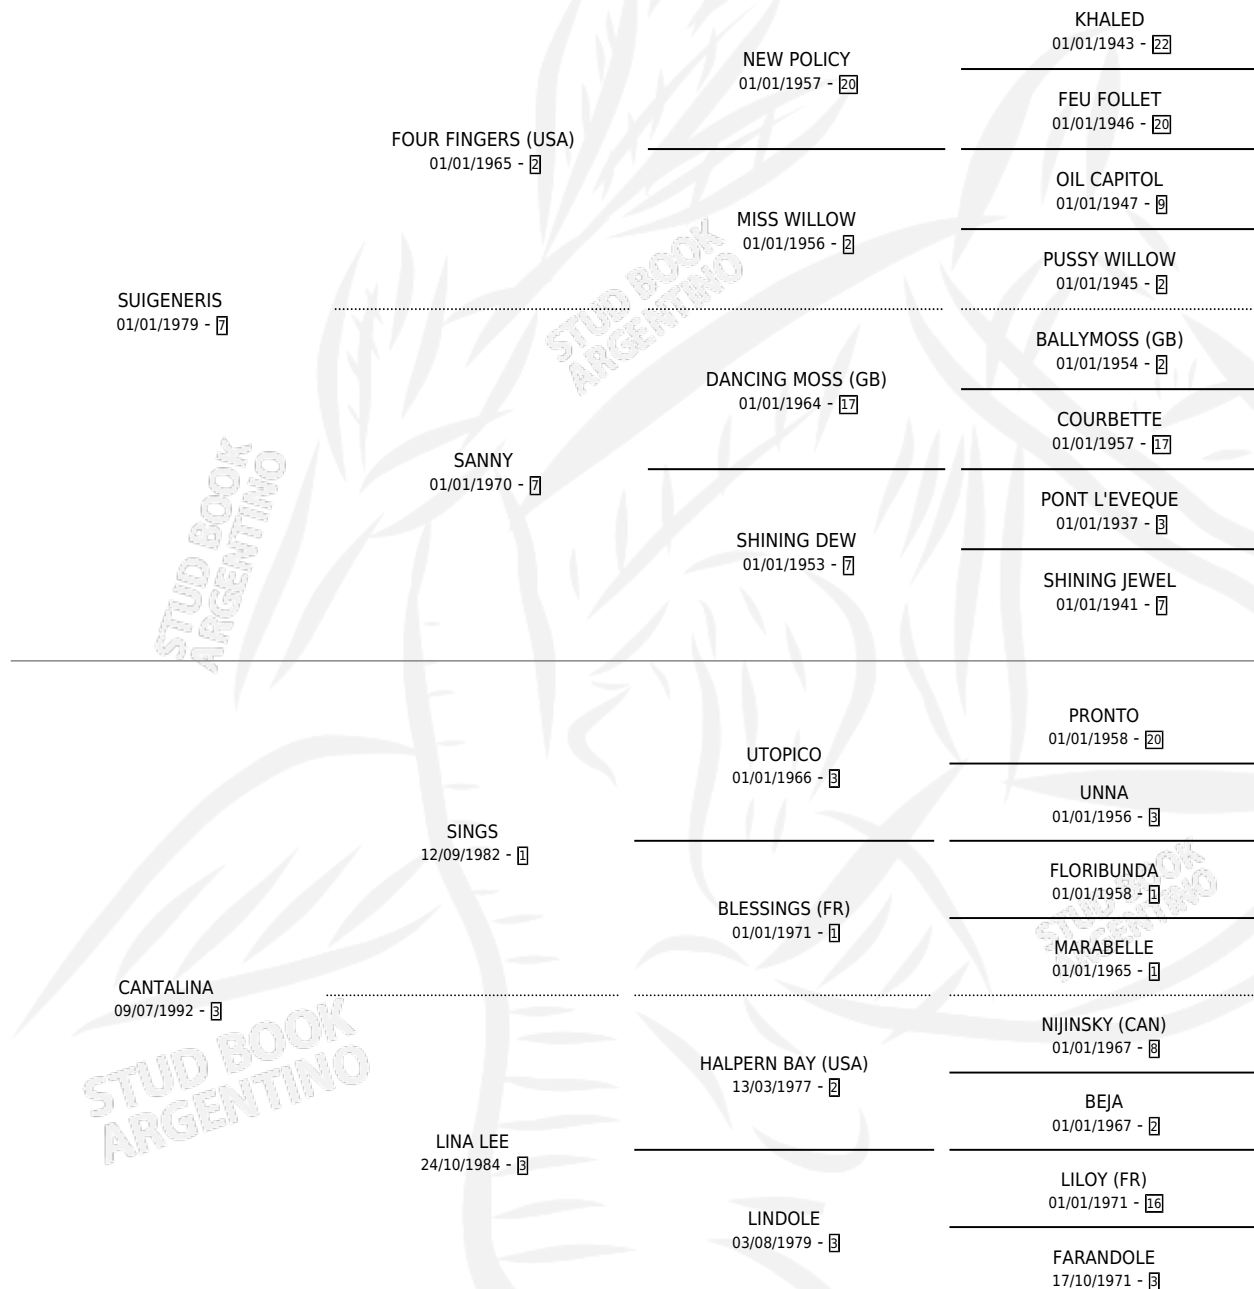 KHALED
01/01/1943 - 22
NEW POLICY
01/01/1957 - 20
FEU FOLLET
01/01/1946 - 20
FOUR FINGERS (USA)
01/01/1965 - 2
OIL CAPITOL
01/01/1947 - 9
MISS WILLOW
01/01/1956 - 2
PUSSY WILLOW
01/01/1945 - 2
SUIGENERIS
01/01/1979 - 7
STUD BOOK
ARGENTINO
BALLYMOSS (GB)
01/01/1954 - 2
DANCING MOSS (GB)
01/01/1964 - 17
COURBETTE
01/01/1957 - 17
SANNY
01/01/1970 - 7
PONT L'EVEQUE
01/01/1937 - 3
SHINING DEW
01/01/1953 - 7
SHINING JEWEL
01/01/1941 - 7
STUD BOOK
ARGENTINO
PRONTO
01/01/1958 - 20
UTOPICO
01/01/1966 - 3
UNNA
01/01/1956 - 3
SINGS
12/09/1982 - 1
FLORIBUNDA
01/01/1958 - 1
BLESSINGS (FR)
01/01/1971 - 1
STUD BOOK
ARGENTINO
MARABELLE
01/01/1965 - 1
CANTALINA
09/07/1992 - 3
STUD BOOK
ARGENTINO
NIJINSKY (CAN)
01/01/1967 - 8
HALPERN BAY (USA)
13/03/1977 - 2
BEJA
01/01/1967 - 2
LINA LEE
24/10/1984 - 3
LILOY (FR)
01/01/1971 - 16
LINDOLE
03/08/1979 - 3
FARANDOLE
17/10/1971 - 3